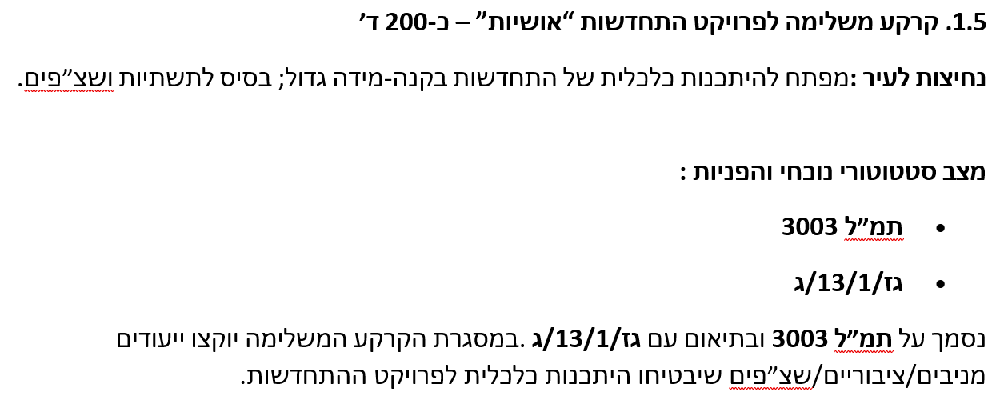 1.5. קרקע משלימה לפרויקט התחדשות “אושיות” – כ-200 ד’
נחיצות לעיר: מפתח להיתכנות כלכלית של התחדשות בקנה-מידה גדול; בסיס לתשתיות ושצ”פים.
מצב סטטוטורי נוכחי והפניות :
• תמ”ל 3003
• גז/13/1/ג
נסמך על תמ”ל 3003 ובתיאום עם גז/13/1/ג .במסגרת הקרקע המשלימה יוקצו ייעודים
מניבים/ציבוריים/שצ”פים שיבטיחו היתכנות כלכלית לפרויקט ההתחדשות.